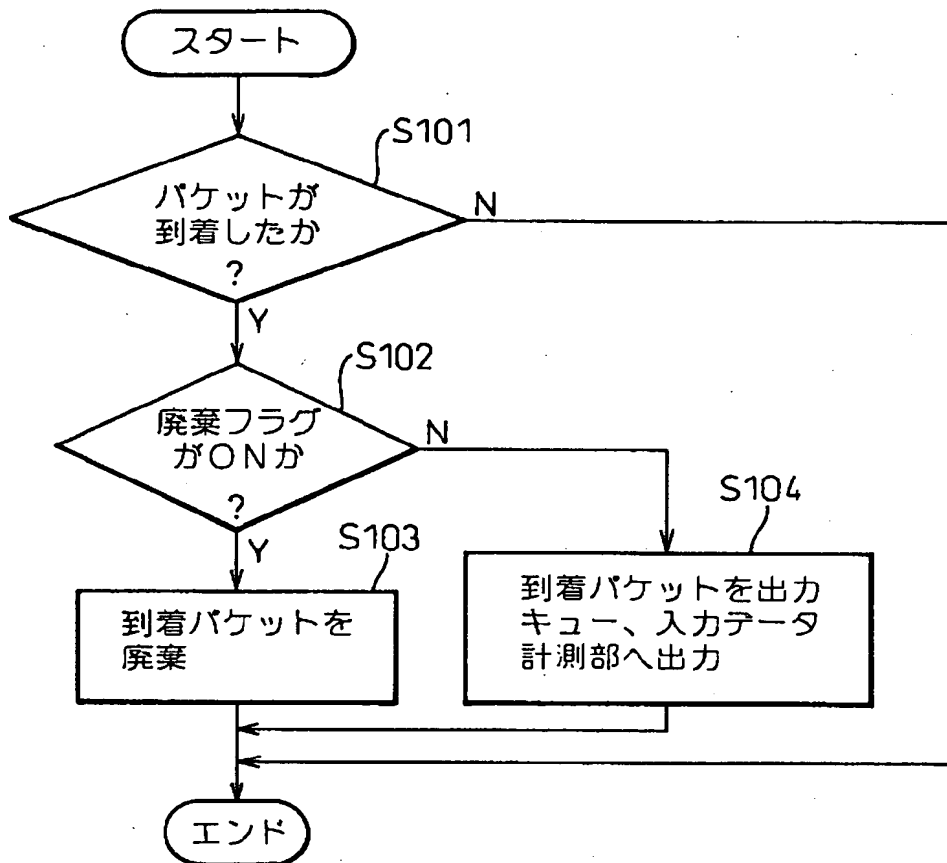 スタート
S101
パケットが
到着したか
?
N
Y
S102
廃棄フラグ
がONか
?
N
Y
S103
到着パケットを
廃棄
S104
到着パケットを出力
キュー、入力データ
計測部へ出力
エンド